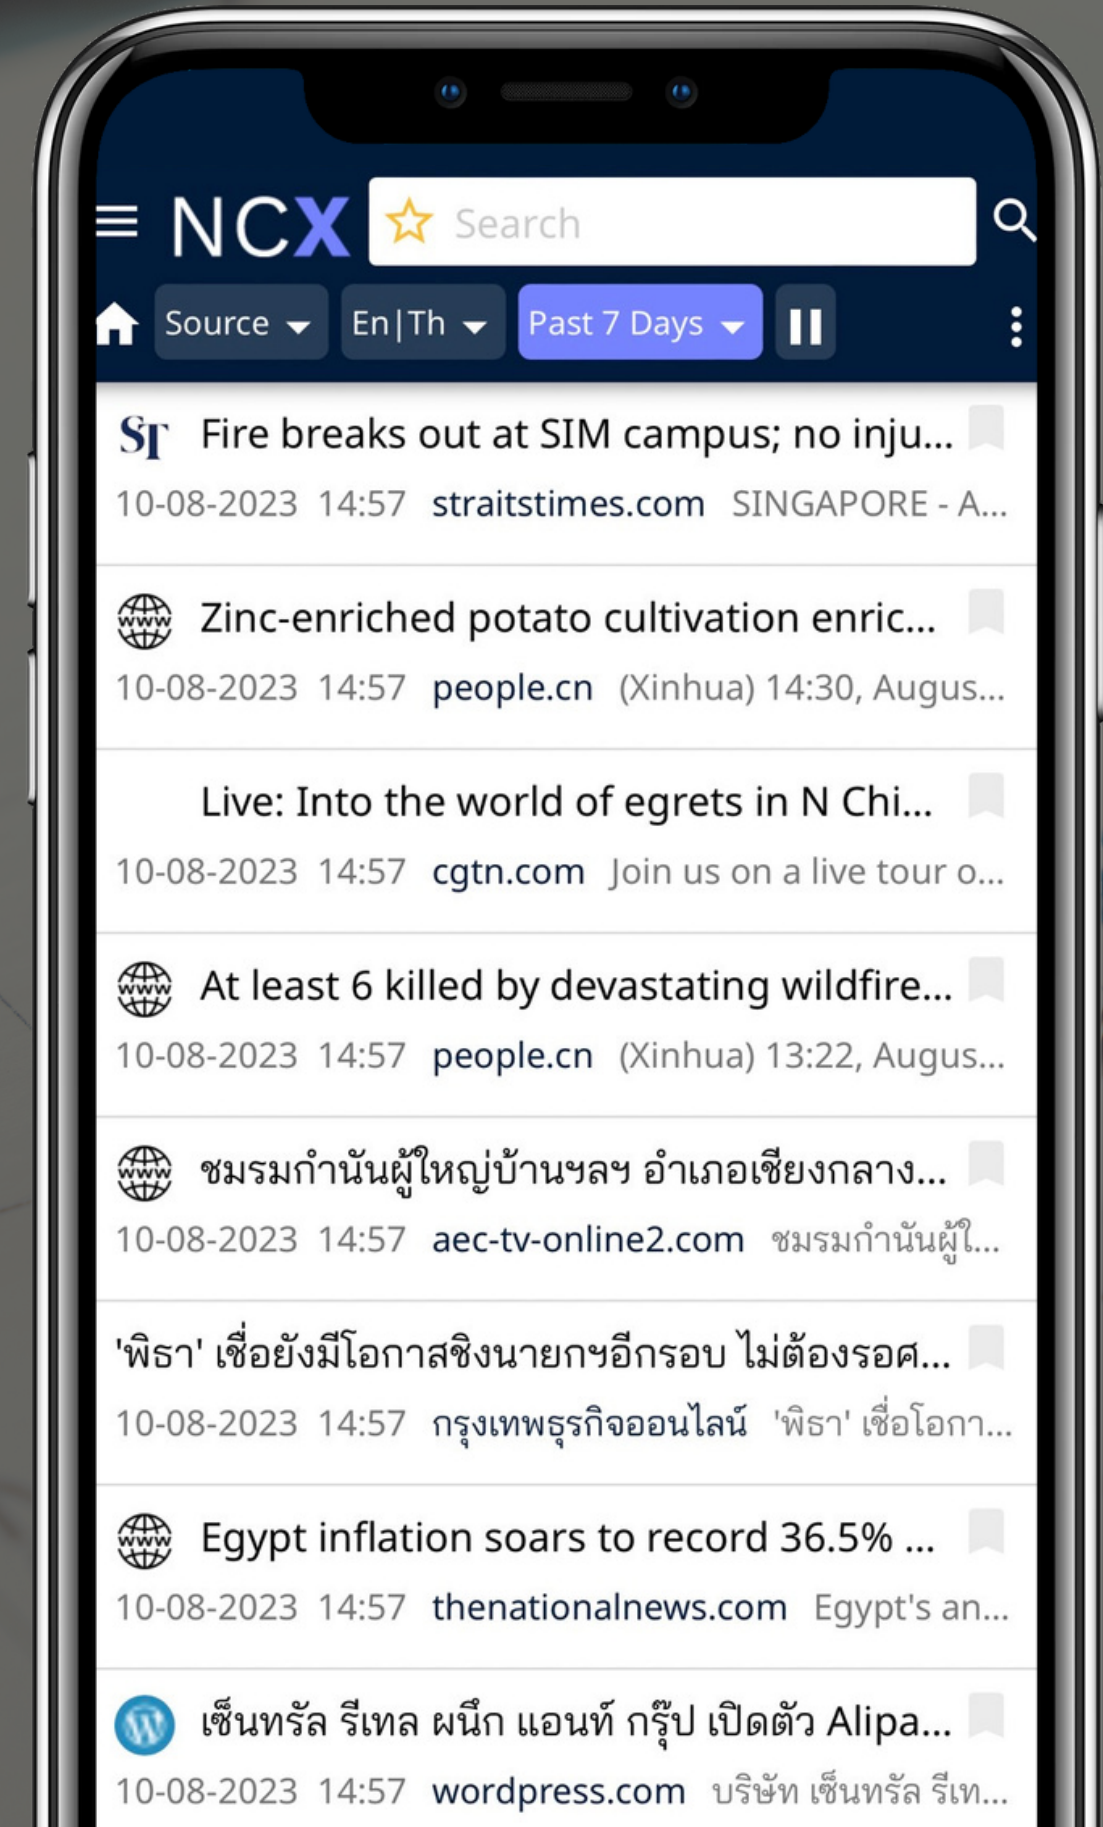 NCX Search
Source En|Th Past 7 Days
ST Fire breaks out at SIM campus; no inju...
10-08-2023 14:57 straitstimes.com SINGAPORE - A...
www Zinc-enriched potato cultivation enric...
10-08-2023 14:57 people.cn (Xinhua) 14:30, Augus...
Live: Into the world of egrets in N Chi...
10-08-2023 14:57 cgtn.com Join us on a live tour o...
www At least 6 killed by devastating wildfire...
10-08-2023 14:57 people.cn (Xinhua) 13:22, Augus...
www ชมรมกำนันผู้ใหญ่บ้านฯลฯ อำเภอเชียงกลาง...
10-08-2023 14:57 aec-tv-online2.com ชมรมกำนันผู้ใ...
'พิธา' เชื่อยังมีโอกาสชิงนายกฯอีกรอบ ไม่ต้องรอศ...
10-08-2023 14:57 กรุงเทพธุรกิจออนไลน์ 'พิธา' เชื่อโอกา...
www Egypt inflation soars to record 36.5% ...
10-08-2023 14:57 thenationalnews.com Egypt's an...
W เซ็นทรัล รีเทล ผนึก แอนท์ กรุ๊ป เปิดตัว Alipa...
10-08-2023 14:57 wordpress.com บริษัท เซ็นทรัล รีเท...